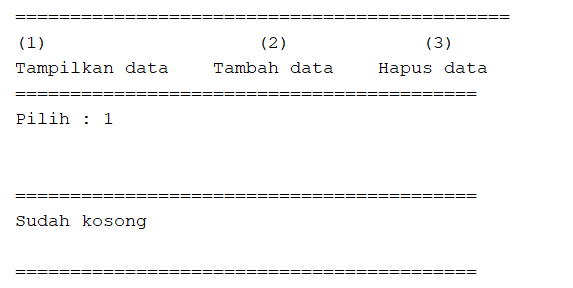 =============================================
(1)                    (2)             (3)
Tampilkan data    Tambah data    Hapus data
==========================================
Pilih : 1
==========================================
Sudah kosong
==========================================